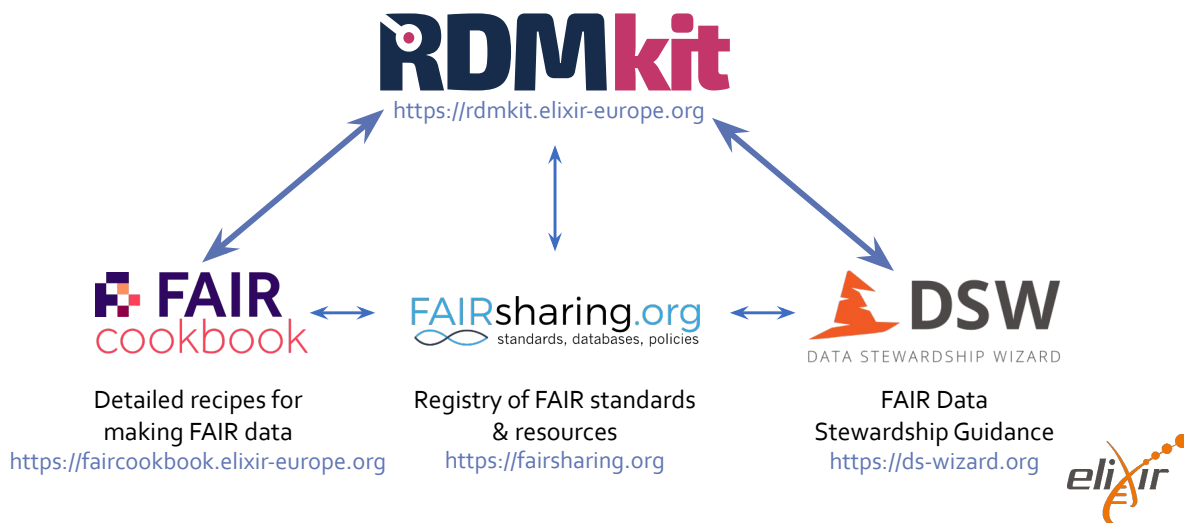 RDMkit
https://rdmkit.elixir-europe.org
FAIR
cookbook
FAIRsharing.org
standards, databases, policies
DSW
DATA STEWARDSHIP WIZARD
Detailed recipes for
making FAIR data
https://faircookbook.elixir-europe.org
Registry of FAIR standards
& resources
https://fairsharing.org
FAIR Data
Stewardship Guidance
https://ds-wizard.org
elixir